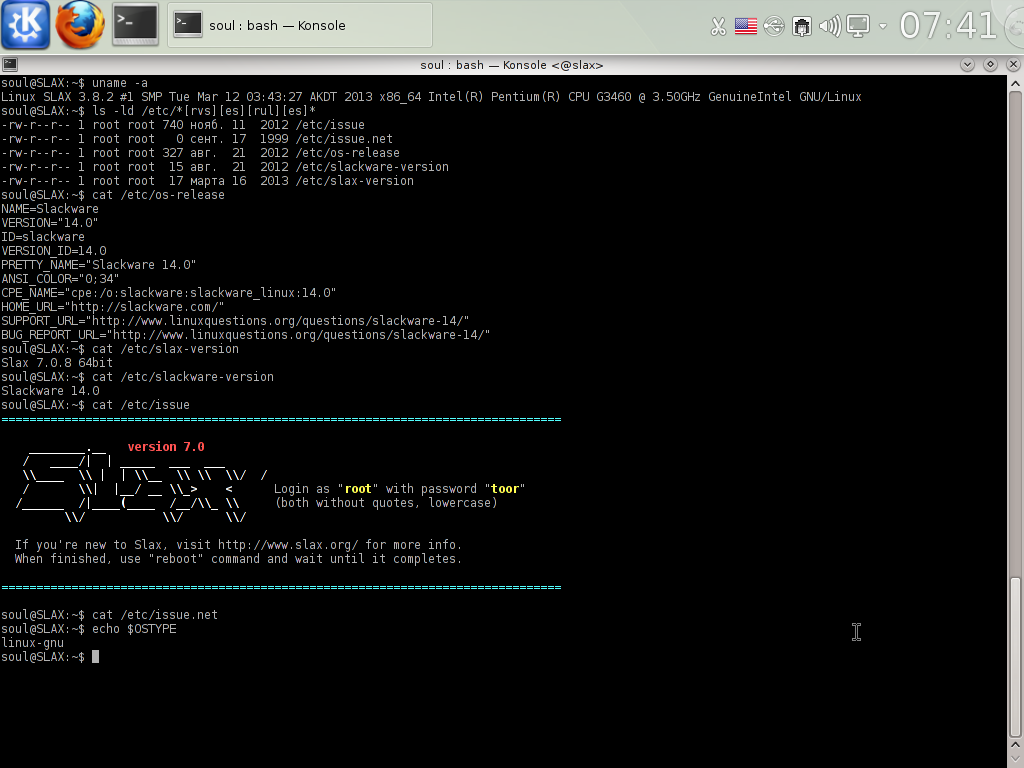 soul : bash — Konsole
07:41
soul : bash — Konsole <@slax>
soul@SLAX:~$ uname -a
Linux SLAX 3.8.2 #1 SMP Tue Mar 12 03:43:27 AKDT 2013 x86_64 Intel(R) Pentium(R) CPU G3460 @ 3.50GHz GenuineIntel GNU/Linux
soul@SLAX:~$ ls -ld /etc/*[rvs][es][rul][es]*
-rw-r--r-- 1 root root 740 нояб. 11  2012 /etc/issue
-rw-r--r-- 1 root root   0 сент. 17  1999 /etc/issue.net
-rw-r--r-- 1 root root 327 авг.  21  2012 /etc/os-release
-rw-r--r-- 1 root root  15 авг.  21  2012 /etc/slackware-version
-rw-r--r-- 1 root root  17 марта 16  2013 /etc/slax-version
soul@SLAX:~$ cat /etc/os-release
NAME=Slackware
VERSION="14.0"
ID=slackware
VERSION_ID=14.0
PRETTY_NAME="Slackware 14.0"
ANSI_COLOR="0;34"
CPE_NAME="cpe:/o:slackware:slackware_linux:14.0"
HOME_URL="http://slackware.com/"
SUPPORT_URL="http://www.linuxquestions.org/questions/slackware-14/"
BUG_REPORT_URL="http://www.linuxquestions.org/questions/slackware-14/"
soul@SLAX:~$ cat /etc/slax-version
Slax 7.0.8 64bit
soul@SLAX:~$ cat /etc/slackware-version
Slackware 14.0
soul@SLAX:~$ cat /etc/issue
version 7.0
Slax
Login as "root" with password "toor"
(both without quotes, lowercase)
If you're new to Slax, visit http://www.slax.org/ for more info.
When finished, use "reboot" command and wait until it completes.
soul@SLAX:~$ cat /etc/issue.net
soul@SLAX:~$ echo $OSTYPE
linux-gnu
soul@SLAX:~$